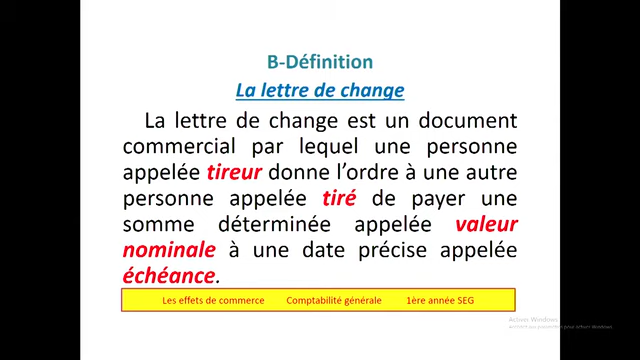 B-Définition
La lettre de change
La lettre de change est un document
commercial par lequel une personne
appelée tireur donne l’ordre à une autre
personne appelée tiré de payer une
somme déterminée appelée valeur
nominale à une date précise appelée
échéance.
Les effets de commerce Comptabilité générale 1ère année SEG
Activer Windows